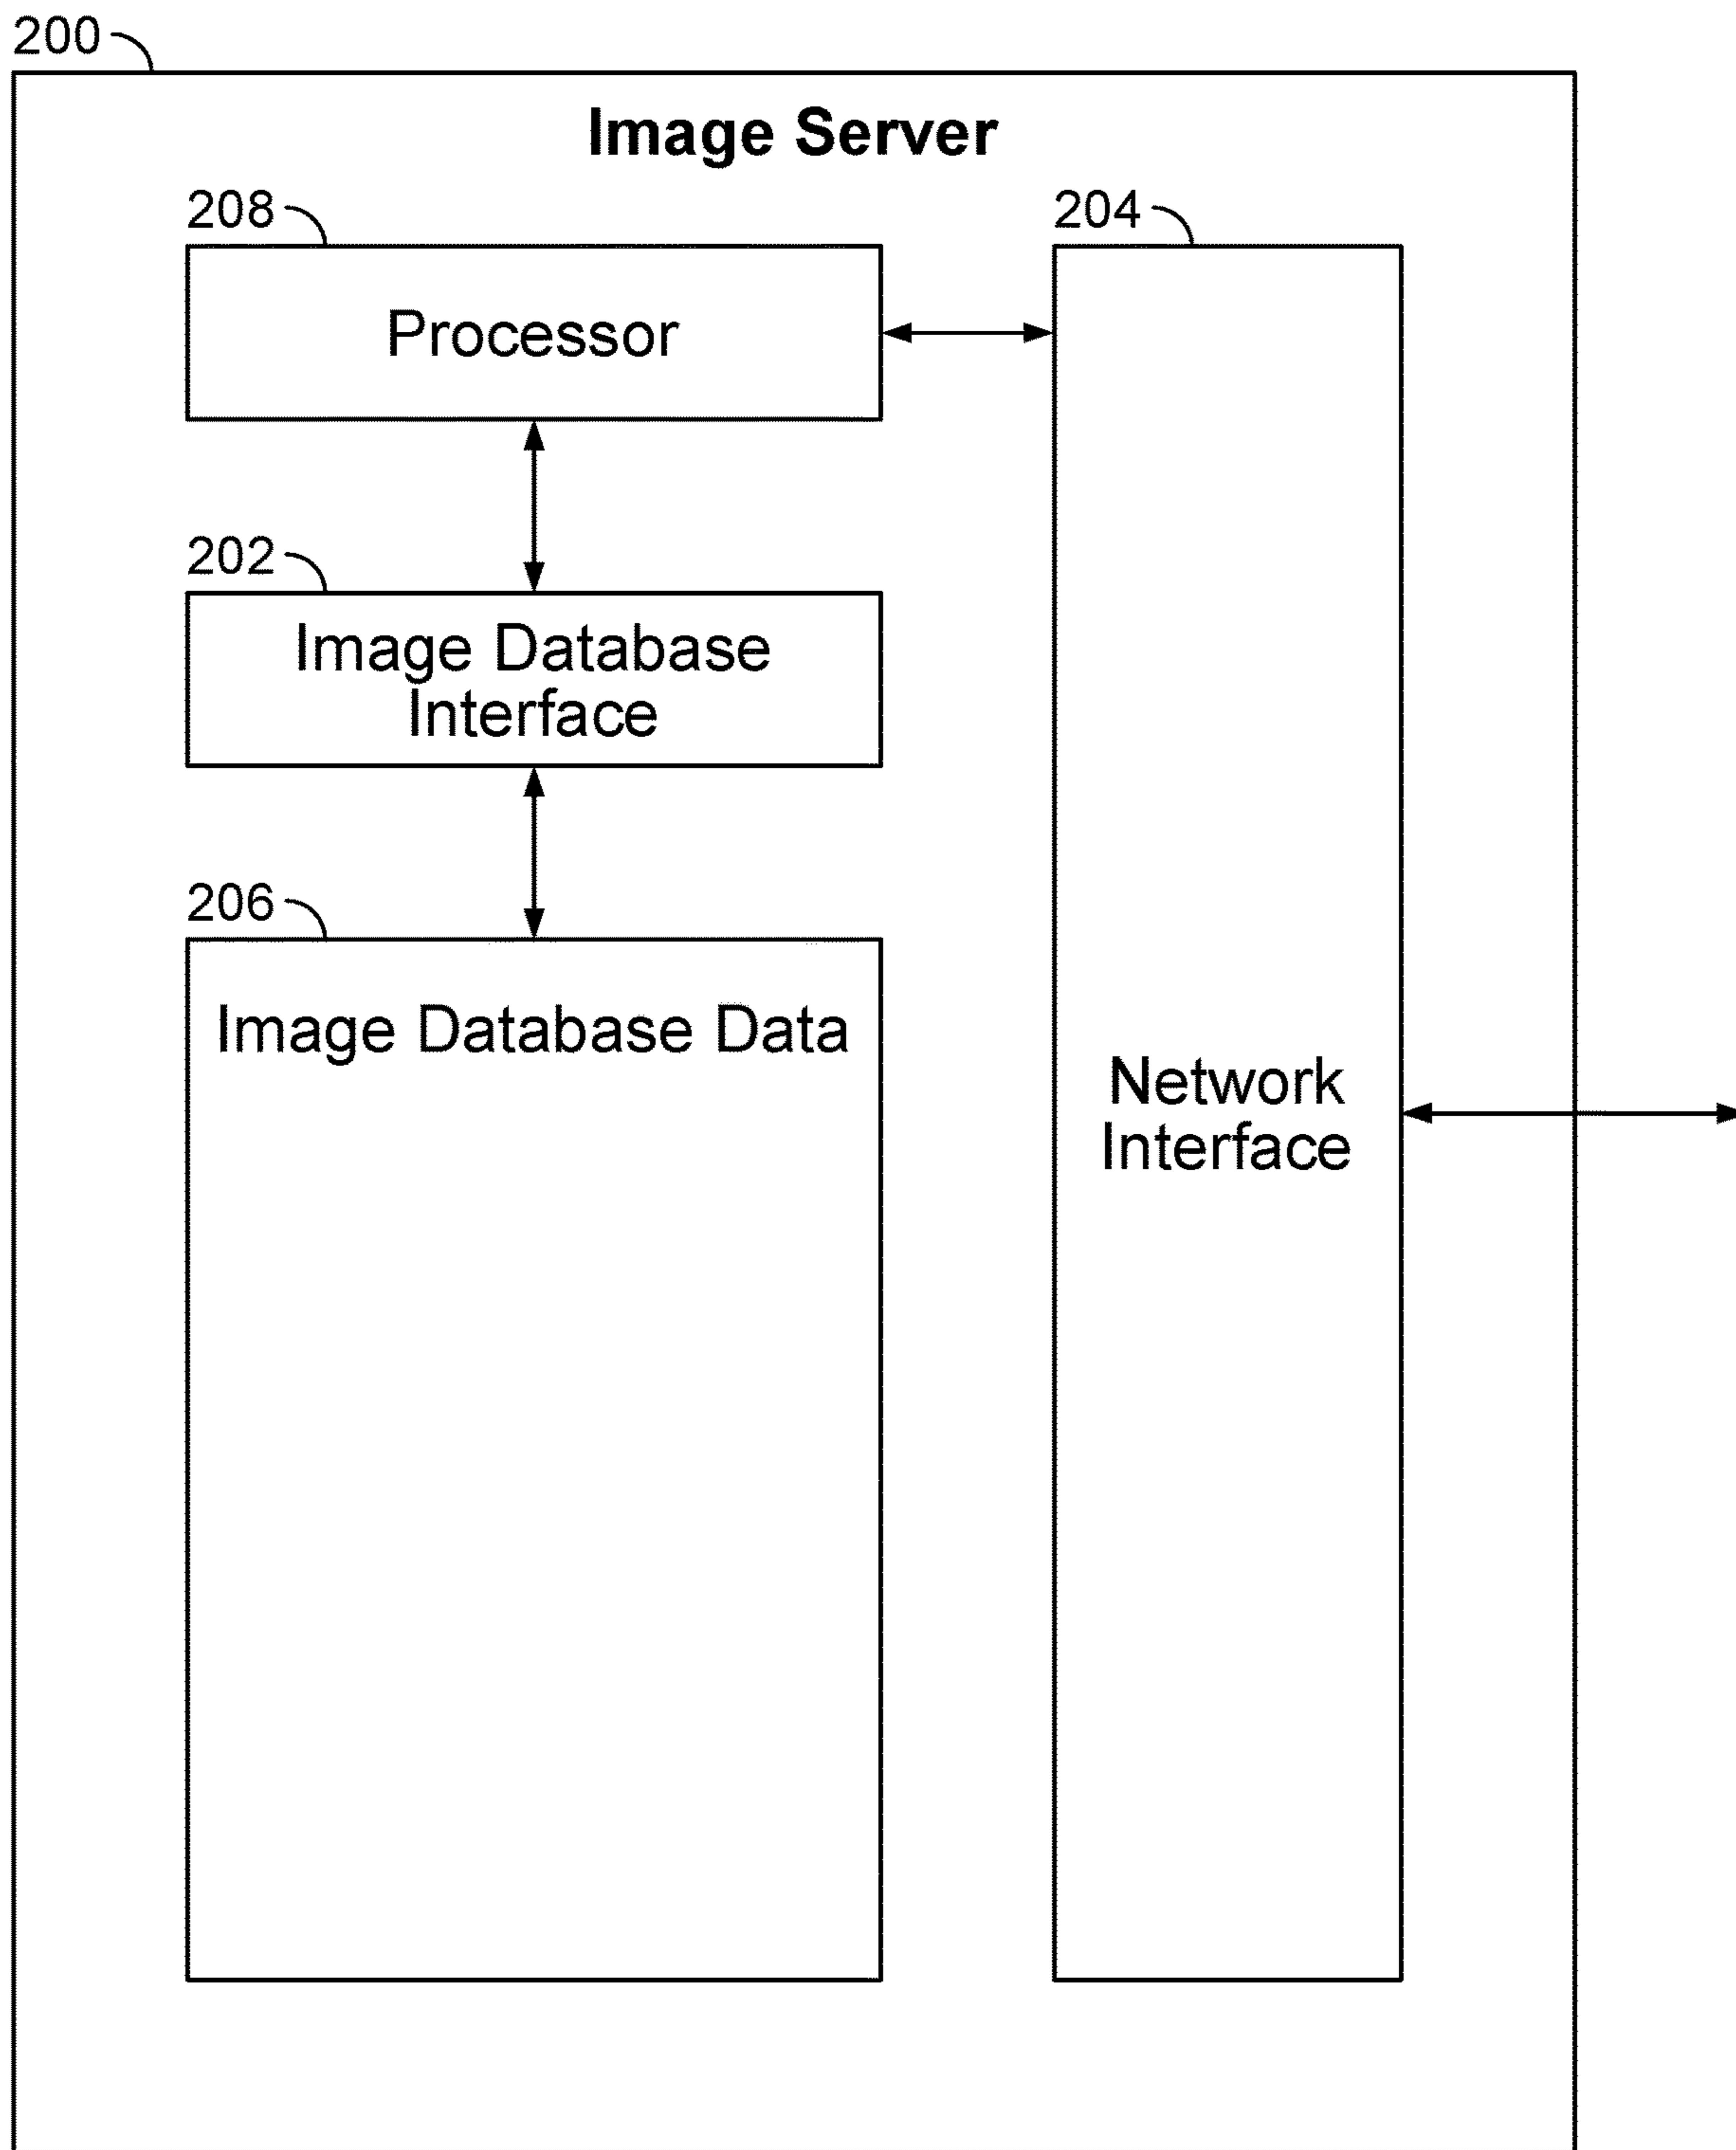 200
Image Server
208
204
Processor
202
Image Database
Interface
206
Image Database Data
Network
Interface